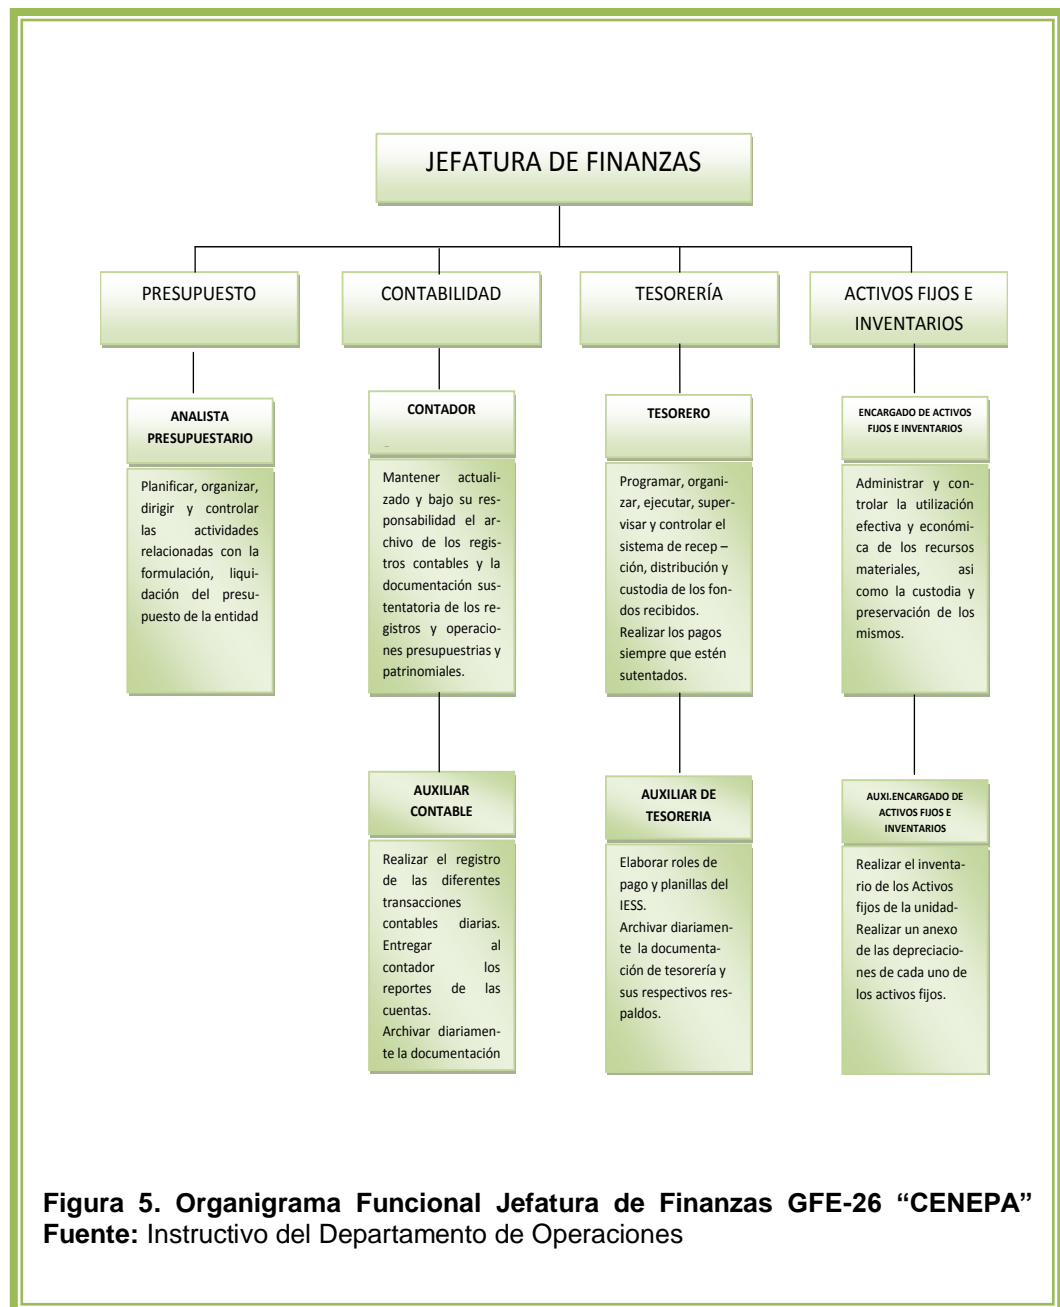 JEFATURA DE FINANZAS
PRESUPUESTO
CONTABILIDAD
TESORERÍA
ACTIVOS FIJOS E
INVENTARIOS
ANALISTA
PRESUPUESTARIO
Planificar, organizar,
dirigir y controlar
las actividades
relacionadas con la
formulación, liqui-
dación del presu-
puesto de la entidad
CONTADOR
Mantener actuali-
zado y bajo su res-
ponsabilidad el ar-
chivo de los regis-
tros contables y la
documentación sus-
tentatoria de los re-
gistros y operacio-
nes presupuestrias y
patrinomiales.
TESORERO
Programar, organi-
zar, ejecutar, super-
visar y controlar el
sistema de recep –
ción, distribución y
custodia de los fon-
dos recibidos.
Realizar los pagos
siempre que estén
sutentados.
ENCARGADO DE ACTIVOS
FIJOS E INVENTARIOS
Administrar y con-
trolar la utilización
efectiva y económi-
ca de los recursos
materiales, asi
como la custodia y
preservación de los
mismos.
AUXILIAR
CONTABLE
Realizar el registro
de las diferentes
transacciones
contables diarias.
Entregar al
contador los
reportes de las
cuentas.
Archivar diariamen-
te la documentación
AUXILIAR DE
TESORERIA
Elaborar roles de
pago y planillas del
IESS.
Archivar diariamen-
te la documenta-
ción de tesorería y
sus respectivos res-
paldos.
AUXI.ENCARGADO DE
ACTIVOS FIJOS E
INVENTARIOS
Realizar el inventa-
rio de los Activos
fijos de la unidad-
Realizar un anexo
de las depreciacio-
nes de cada uno de
los activos fijos.
Figura 5. Organigrama Funcional Jefatura de Finanzas GFE-26 “CENEPA”
Fuente: Instructivo del Departamento de Operaciones